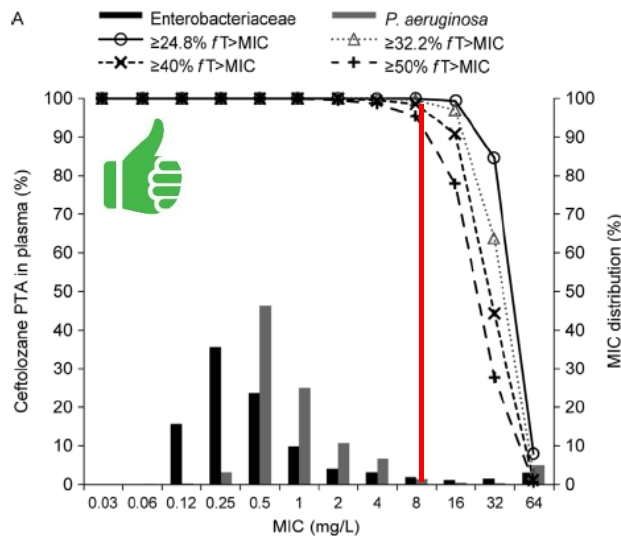 A
Enterobacteriaceae
P. aeruginosa
≥24.8% fT>MIC
≥32.2% fT>MIC
≥40% fT>MIC
≥50% fT>MIC
Ceftolozane PTA in plasma (%)
100
90
80
70
60
50
40
30
20
10
0
100
90
80
70
60
50
40
30
20
10
0
MIC distribution (%)
0.03 0.06 0.12 0.25 0.5 1 2 4 8 16 32 64
MIC (mg/L)